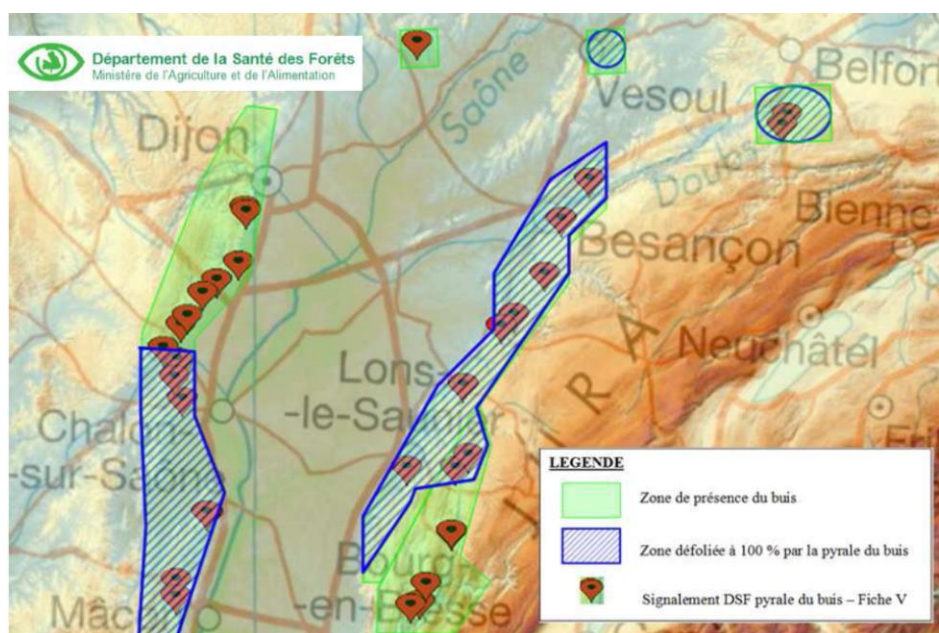 Département de la Santé des Forêts
Ministère de l'Agriculture et de l'Alimentation
Saône
Belfor
Vesoul
Dijon
Doubs
Bienne
Besançon
Neuchâtel
JURA
Lons-
-le-Saunier
Chalon-
-sur-Saône
Bourg-
-en-Bresse
Mâcon
LEGENDE
Zone de présence du buis
Zone défoliée à 100 % par la pyrale du buis
Signalement DSF pyrale du buis – Fiche V